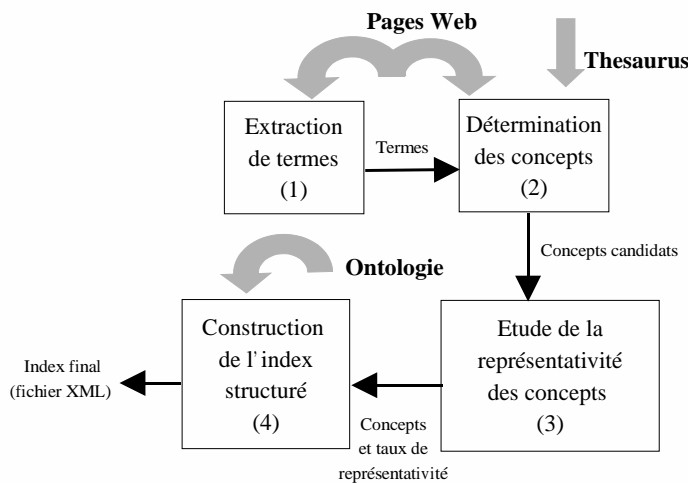 Pages Web
Thesaurus
Extraction
de termes
(1)
Termes
Détermination
des concepts
(2)
Concepts candidats
Ontologie
Etude de la
représentativité
des concepts
(3)
Concepts
et taux de
représentativité
Construction
de l'index
structuré
(4)
Index final
(fichier XML)